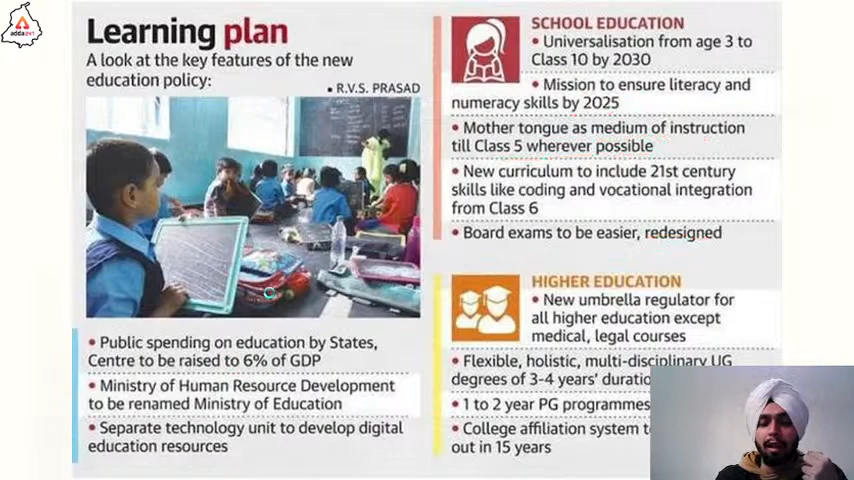 adda247
Learning plan
A look at the key features of the new
education policy:
• R.V.S. PRASAD
• Public spending on education by States,
Centre to be raised to 6% of GDP
• Ministry of Human Resource Development
to be renamed Ministry of Education
• Separate technology unit to develop digital
education resources
SCHOOL EDUCATION
• Universalisation from age 3 to
Class 10 by 2030
• Mission to ensure literacy and
numeracy skills by 2025
• Mother tongue as medium of instruction
till Class 5 wherever possible
• New curriculum to include 21st century
skills like coding and vocational integration
from Class 6
• Board exams to be easier, redesigned
HIGHER EDUCATION
• New umbrella regulator for
all higher education except
medical, legal courses
• Flexible, holistic, multi-disciplinary UG
degrees of 3-4 years'
• 1 to 2 year PG programmes
• College affiliation system
out in 15 years